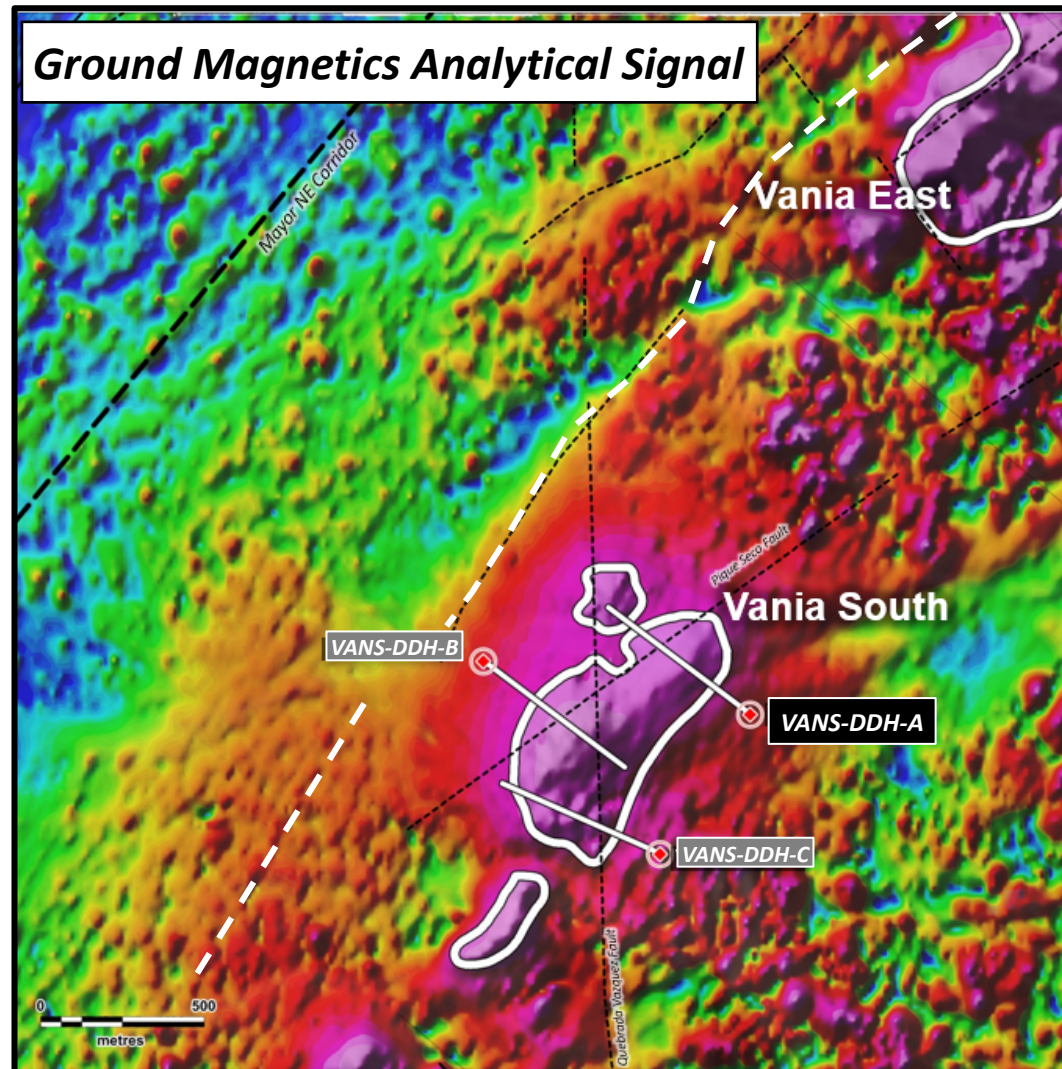 Ground Magnetics Analytical Signal
Mayor NE Corridor
Vania East
Pique Seco Fault
Vania South
VANS-DDH-B
VANS-DDH-A
VANS-DDH-C
Quebrada Vazquez Fault
0 500
metres